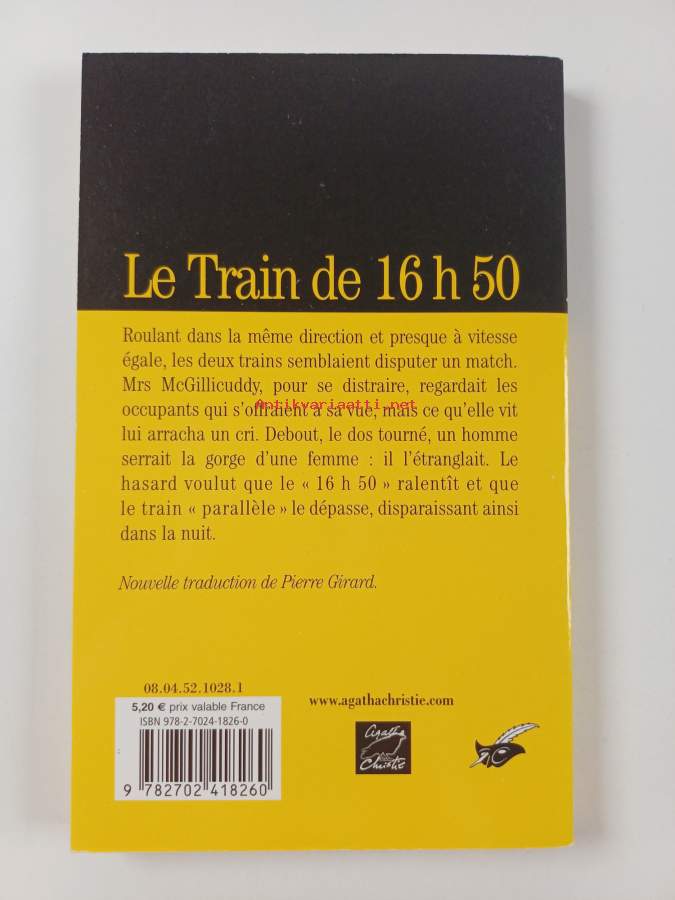 Le Train de 16 h 50
Roulant dans la même direction et presque à vitesse
égale, les deux trains semblaient disputer un match.
Mrs McGillicuddy, pour se distraire, regardait les
occupants qui s'offraient à sa vue, mais ce qu'elle vit
Antikvariaatti.net
lui arracha un cri. Debout, le dos tourné, un homme
serrait la gorge d'une femme : il l'étranglait. Le
hasard voulut que le « 16 h 50 » ralentît et que
le train « parallèle » le dépasse, disparaissant ainsi
dans la nuit.
Nouvelle traduction de Pierre Girard.
08.04.52.1028.1
5,20 € prix valable France
ISBN 978-2-7024-1826-0
9 782702 418260
www.agathachristie.com
Agatha
Christie